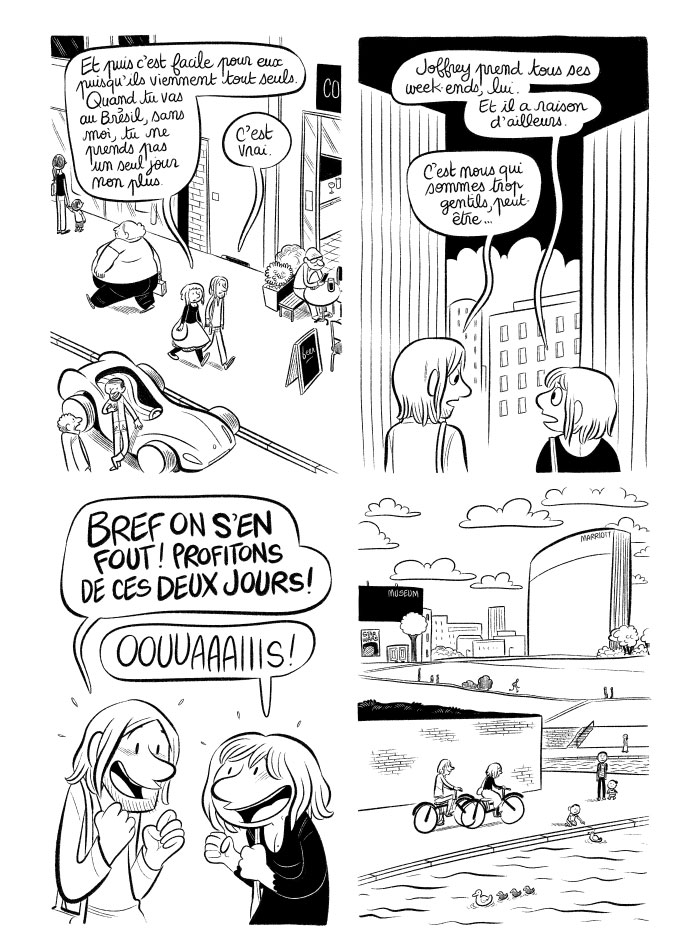 Et puis c'est facile pour eux
puisqu'ils viennent tout seuls.
Quand tu vas
au Brésil, sans
moi, tu ne
prends pas
un seul jour
non plus.
C'est
vrai.
CO
Joffrey prend tous ses
week-ends, lui.
Et il a raison
d'ailleurs.
C'est nous qui
sommes trop
gentils, peut-
être...
BREF ON S'EN
FOUT! PROFITONS
DE CES DEUX JOURS!
OOUUAAAIIIS!
MARRIOTT
MUSEUM
STAR
WARS